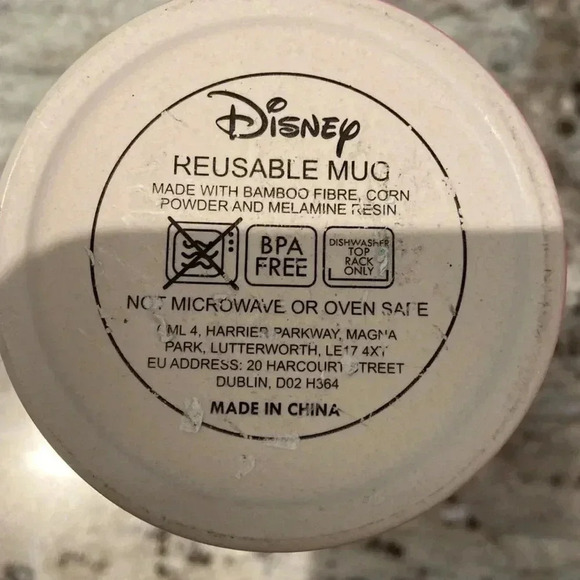 Disney
REUSABLE MUG
MADE WITH BAMBOO FIBRE, CORN
POWDER AND MELAMINE RESIN
BPA
FREE
DISHWASHER
TOP
RACK
ONLY
NOT MICROWAVE OR OVEN SAFE
ML 4, HARRIER PARKWAY, MAGNA
PARK, LUTTERWORTH, LE17 4XT
EU ADDRESS: 20 HARCOURT STREET
DUBLIN, D02 H364
MADE IN CHINA